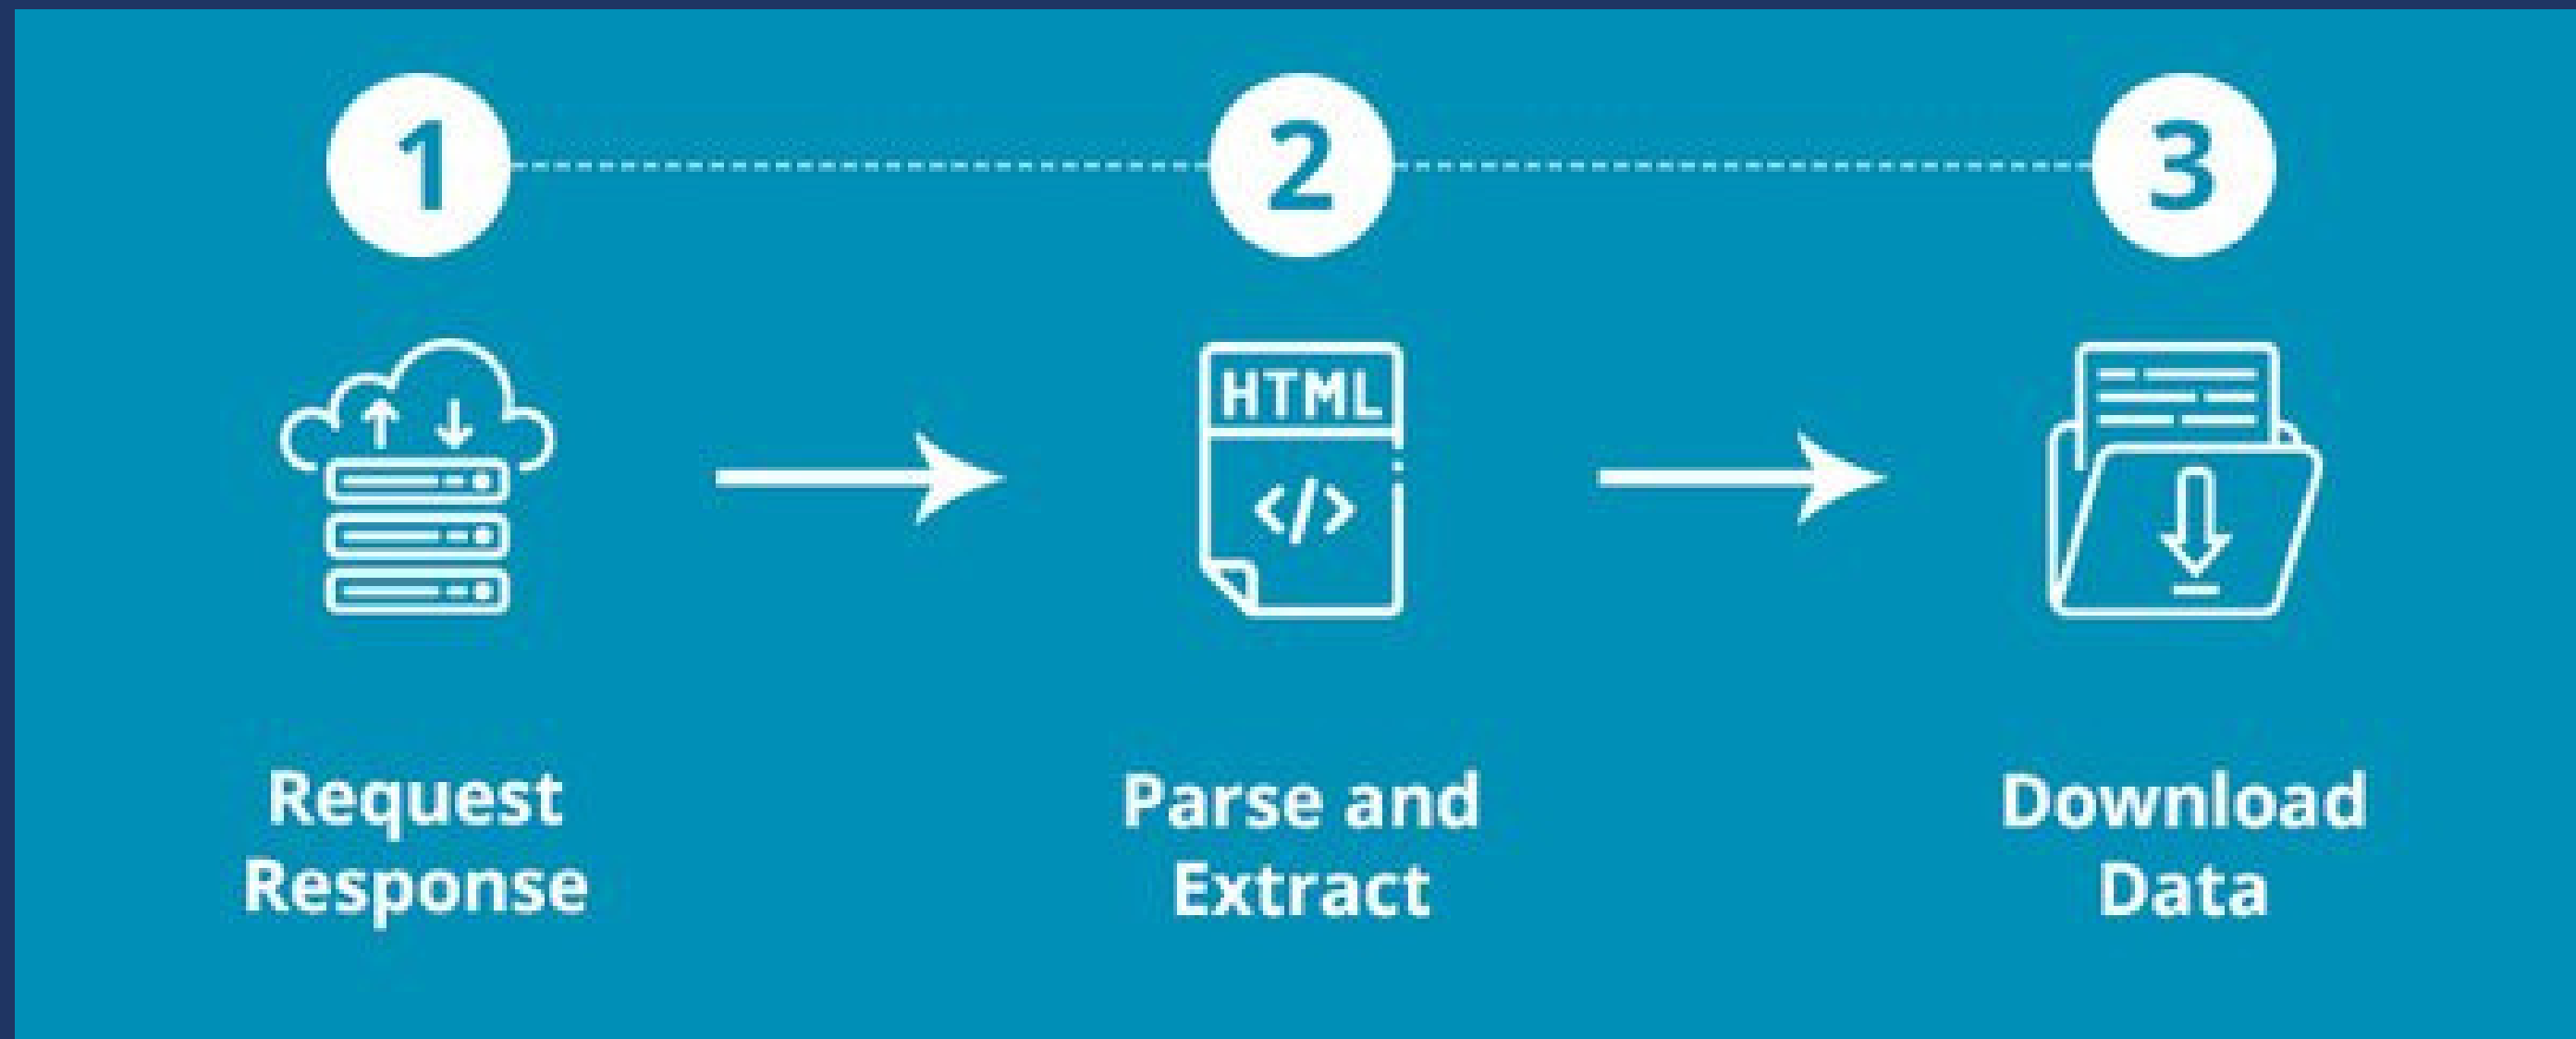 1
2
3
HTML
</>
Request
Response
Parse and
Extract
Download
Data